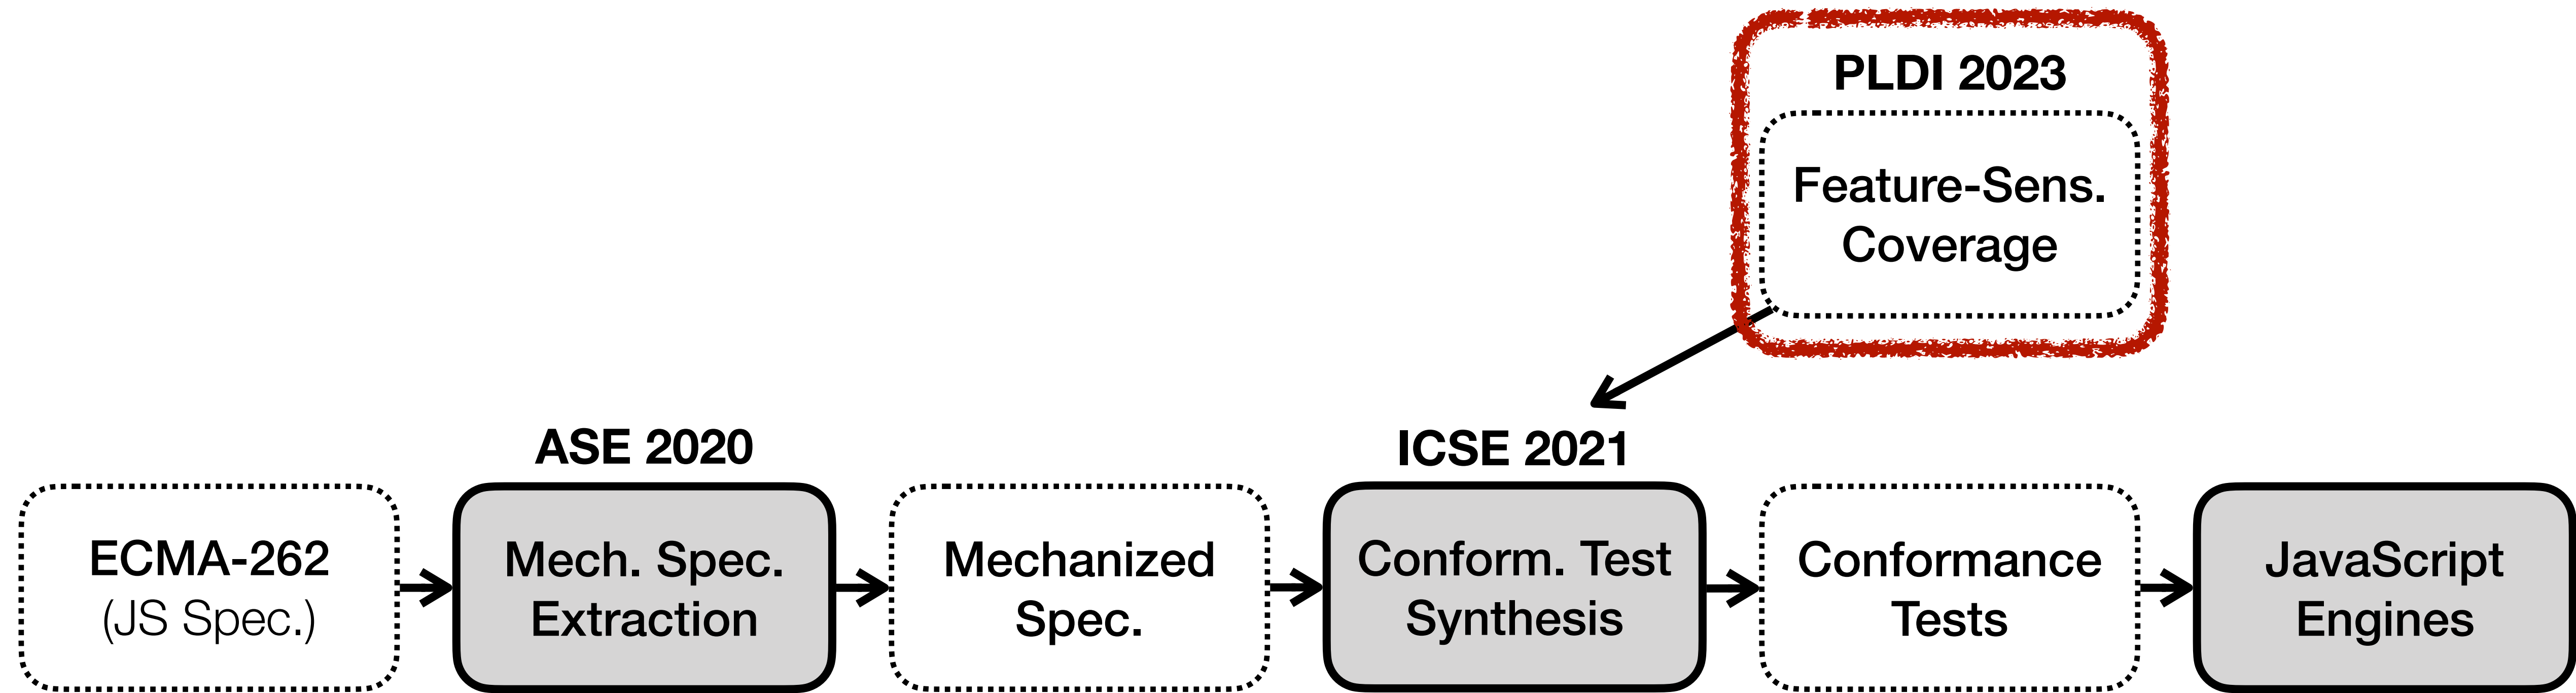 PLDI 2023
Feature-Sens.
Coverage
ASE 2020
ICSE 2021
ECMA-262
(JS Spec.)
Mech. Spec.
Extraction
Mechanized
Spec.
Conform. Test
Synthesis
Conformance
Tests
JavaScript
Engines